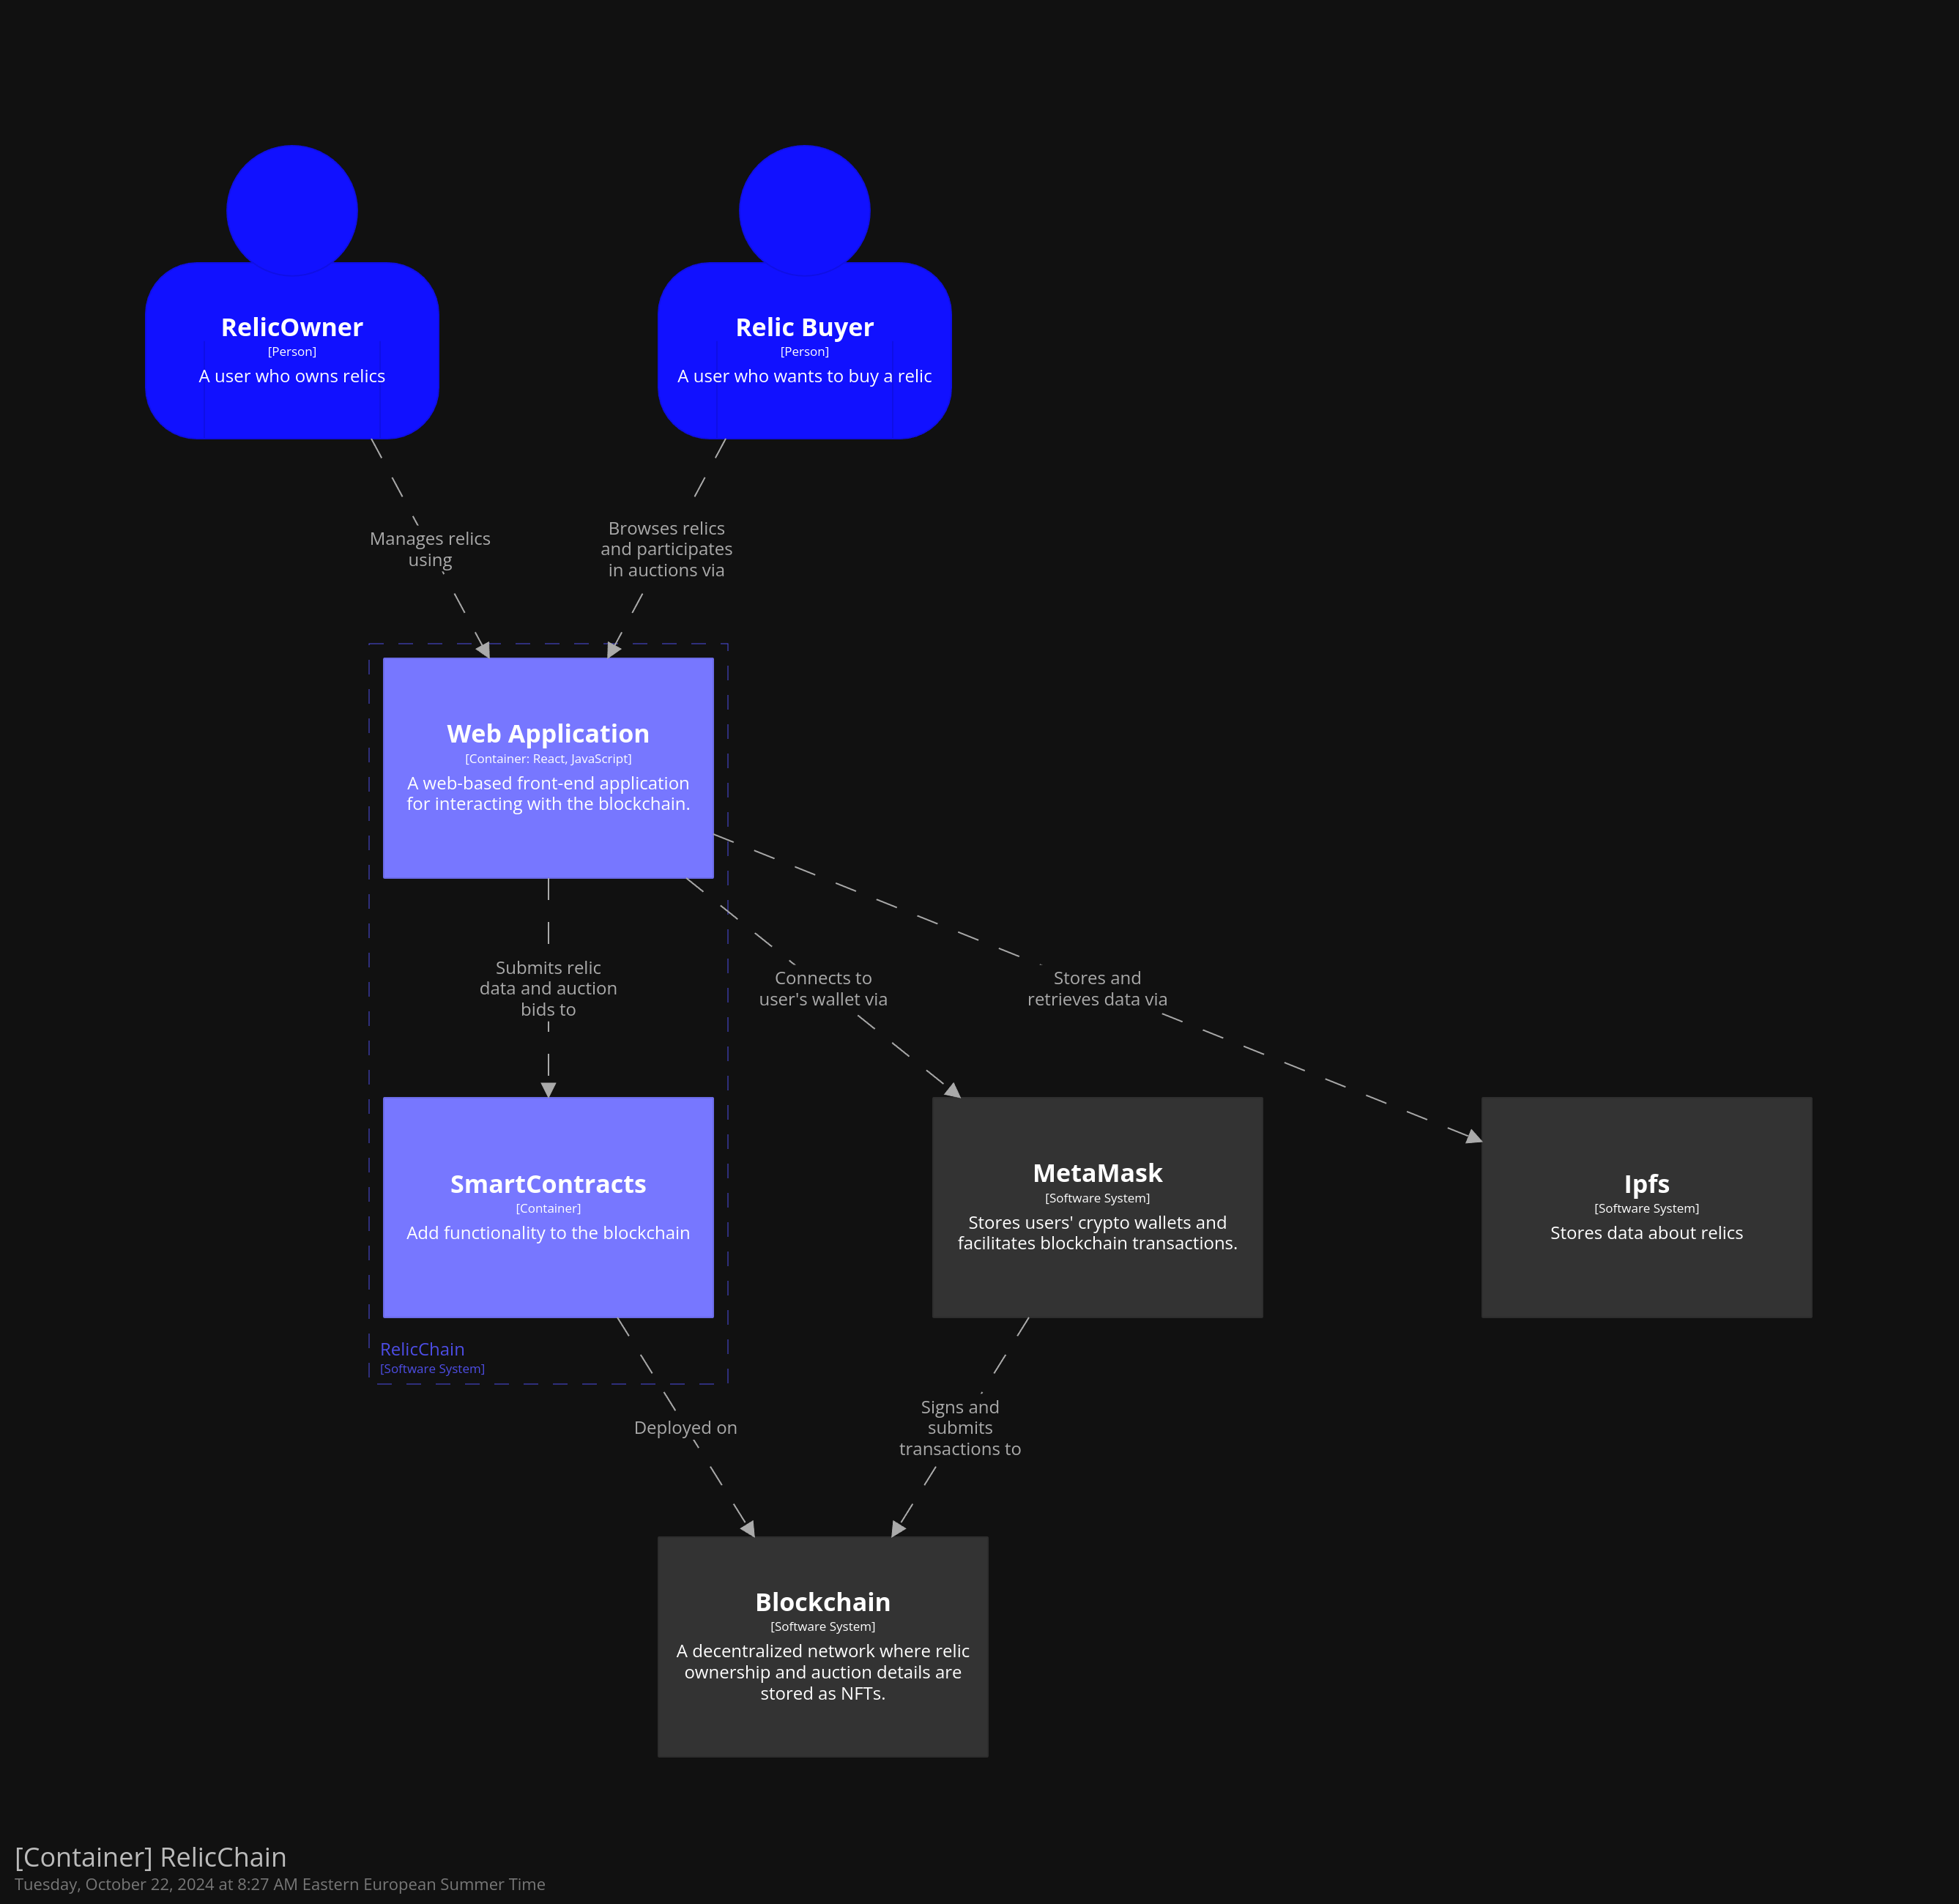 RelicOwner
[Person]
A user who owns relics
Relic Buyer
[Person]
A user who wants to buy a relic
Manages relics
using
Browses relics
and participates
in auctions via
Web Application
[Container: React, JavaScript]
A web-based front-end application
for interacting with the blockchain.
Submits relic
data and auction
bids to
Connects to
user's wallet via
Stores and
retrieves data via
SmartContracts
[Container]
Add functionality to the blockchain
MetaMask
[Software System]
Stores users' crypto wallets and
facilitates blockchain transactions.
Ipfs
[Software System]
Stores data about relics
RelicChain
[Software System]
Deployed on
Signs and
submits
transactions to
Blockchain
[Software System]
A decentralized network where relic
ownership and auction details are
stored as NFTs.
[Container] RelicChain
Tuesday, October 22, 2024 at 8:27 AM Eastern European Summer Time